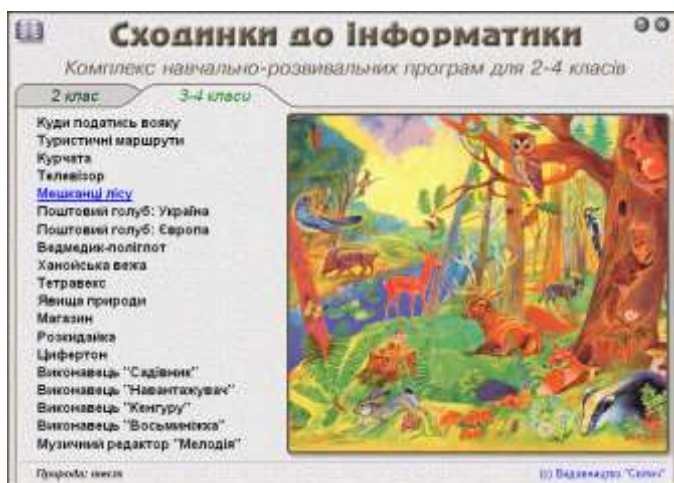 Сходинки до інформатики
Комплекс навчально-розвивальних програм для 2-4 класів
2 клас
3-4 класи
Куди податись вояку
Туристичні маршрути
Курчата
Телевізор
Мешканці лісу
Поштовий голуб: Україна
Поштовий голуб: Європа
Ведмедик-поліглот
Ханойська вежа
Тетравекс
Явища природи
Магазин
Розкидайка
Цифертон
Виконавець "Садівник"
Виконавець "Навантажувач"
Виконавець "Кенгуру"
Виконавець "Восьминіжка"
Музичний редактор "Мелодія"
Природа: тест
(c) Видавництво